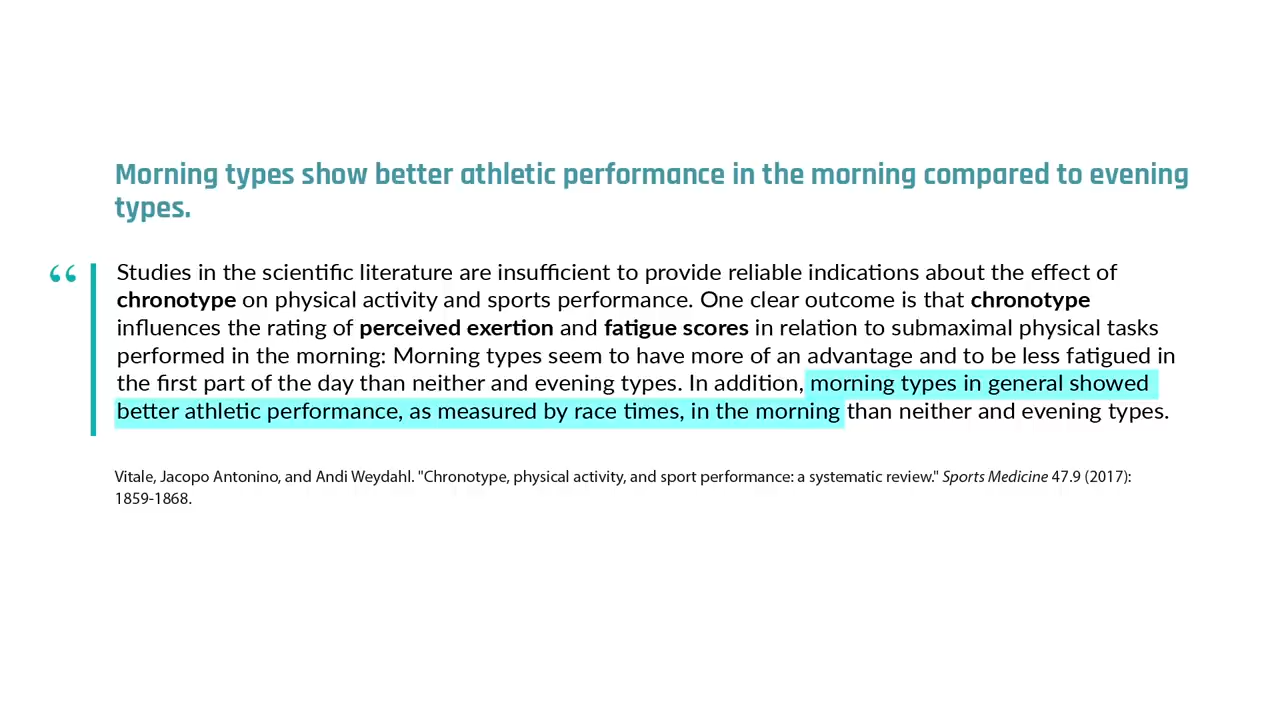 Morning types show better athletic performance in the morning compared to evening
types.
“
Studies in the scientific literature are insufficient to provide reliable indications about the effect of
chronotype on physical activity and sports performance. One clear outcome is that chronotype
influences the rating of perceived exertion and fatigue scores in relation to submaximal physical tasks
performed in the morning: Morning types seem to have more of an advantage and to be less fatigued in
the first part of the day than neither and evening types. In addition, morning types in general showed
better athletic performance, as measured by race times, in the morning than neither and evening types.
Vitale, Jacopo Antonino, and Andi Weydahl. "Chronotype, physical activity, and sport performance: a systematic review." Sports Medicine 47.9 (2017):
1859-1868.